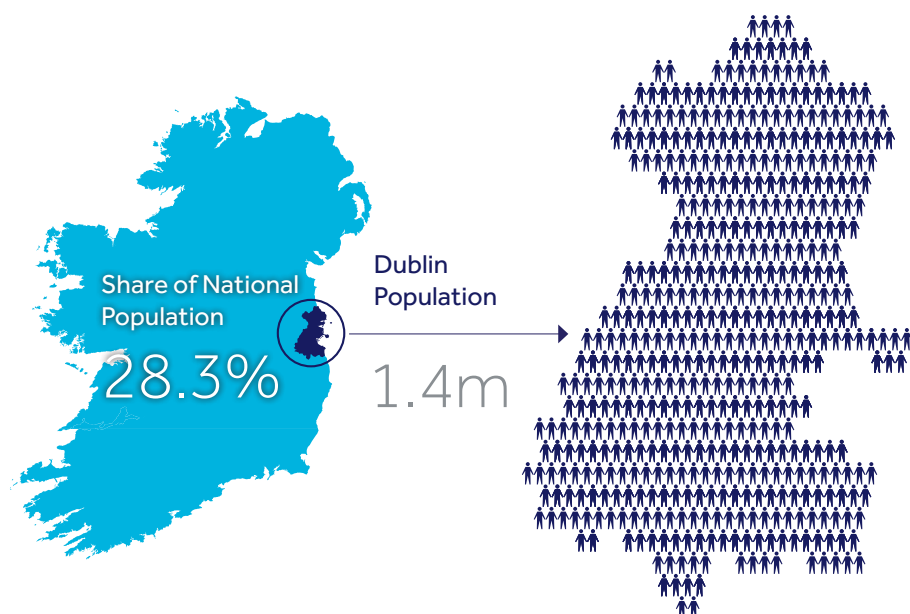 Share of National
Population
28.3%
Dublin
Population
1.4m